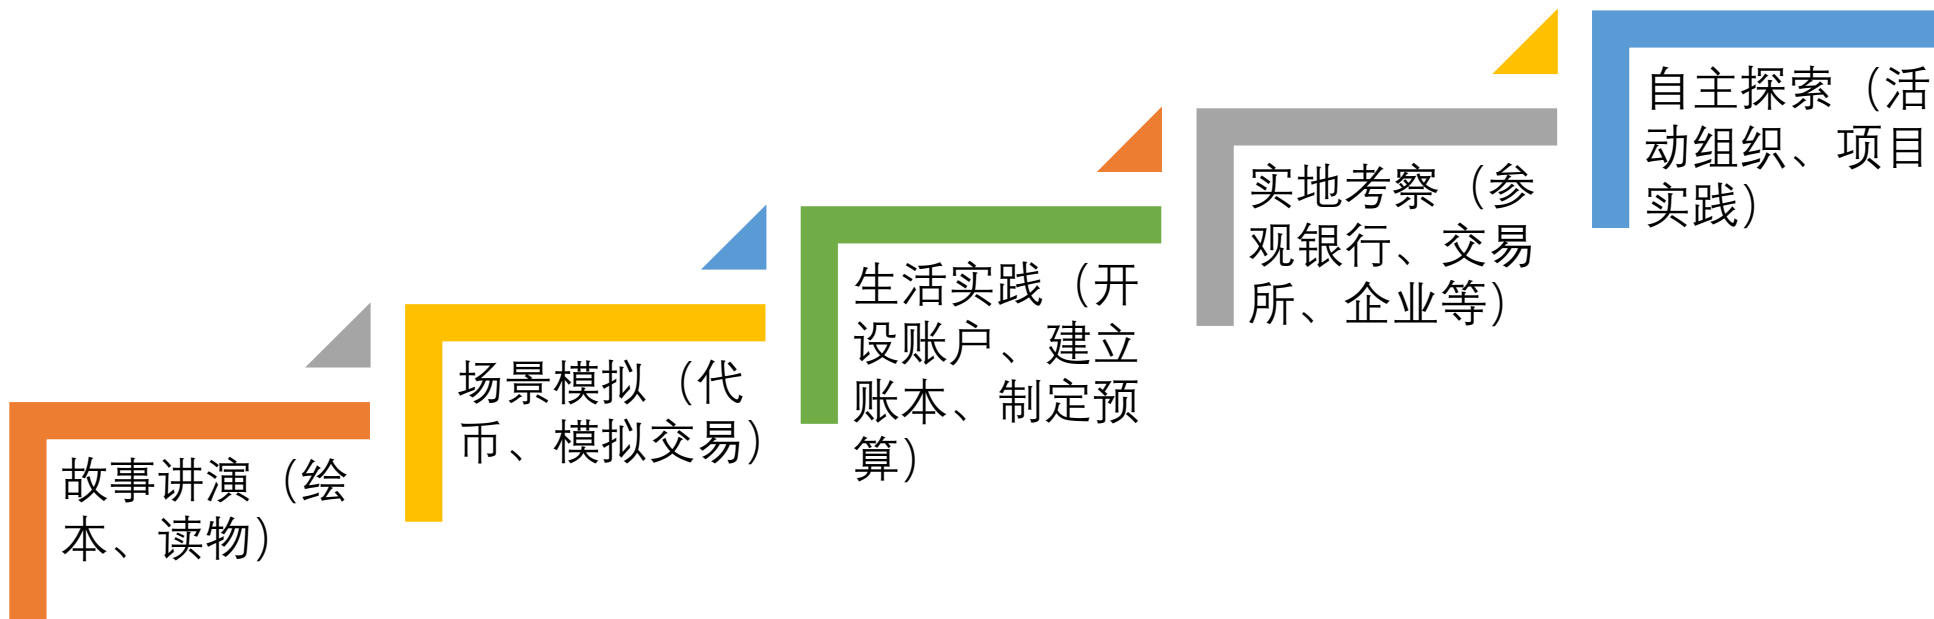 故事讲演（绘
本、读物）
场景模拟（代
币、模拟交易）
生活实践（开
设账户、建立
账本、制定预
算）
实地考察（参
观银行、交易
所、企业等）
自主探索（活
动组织、项目
实践）